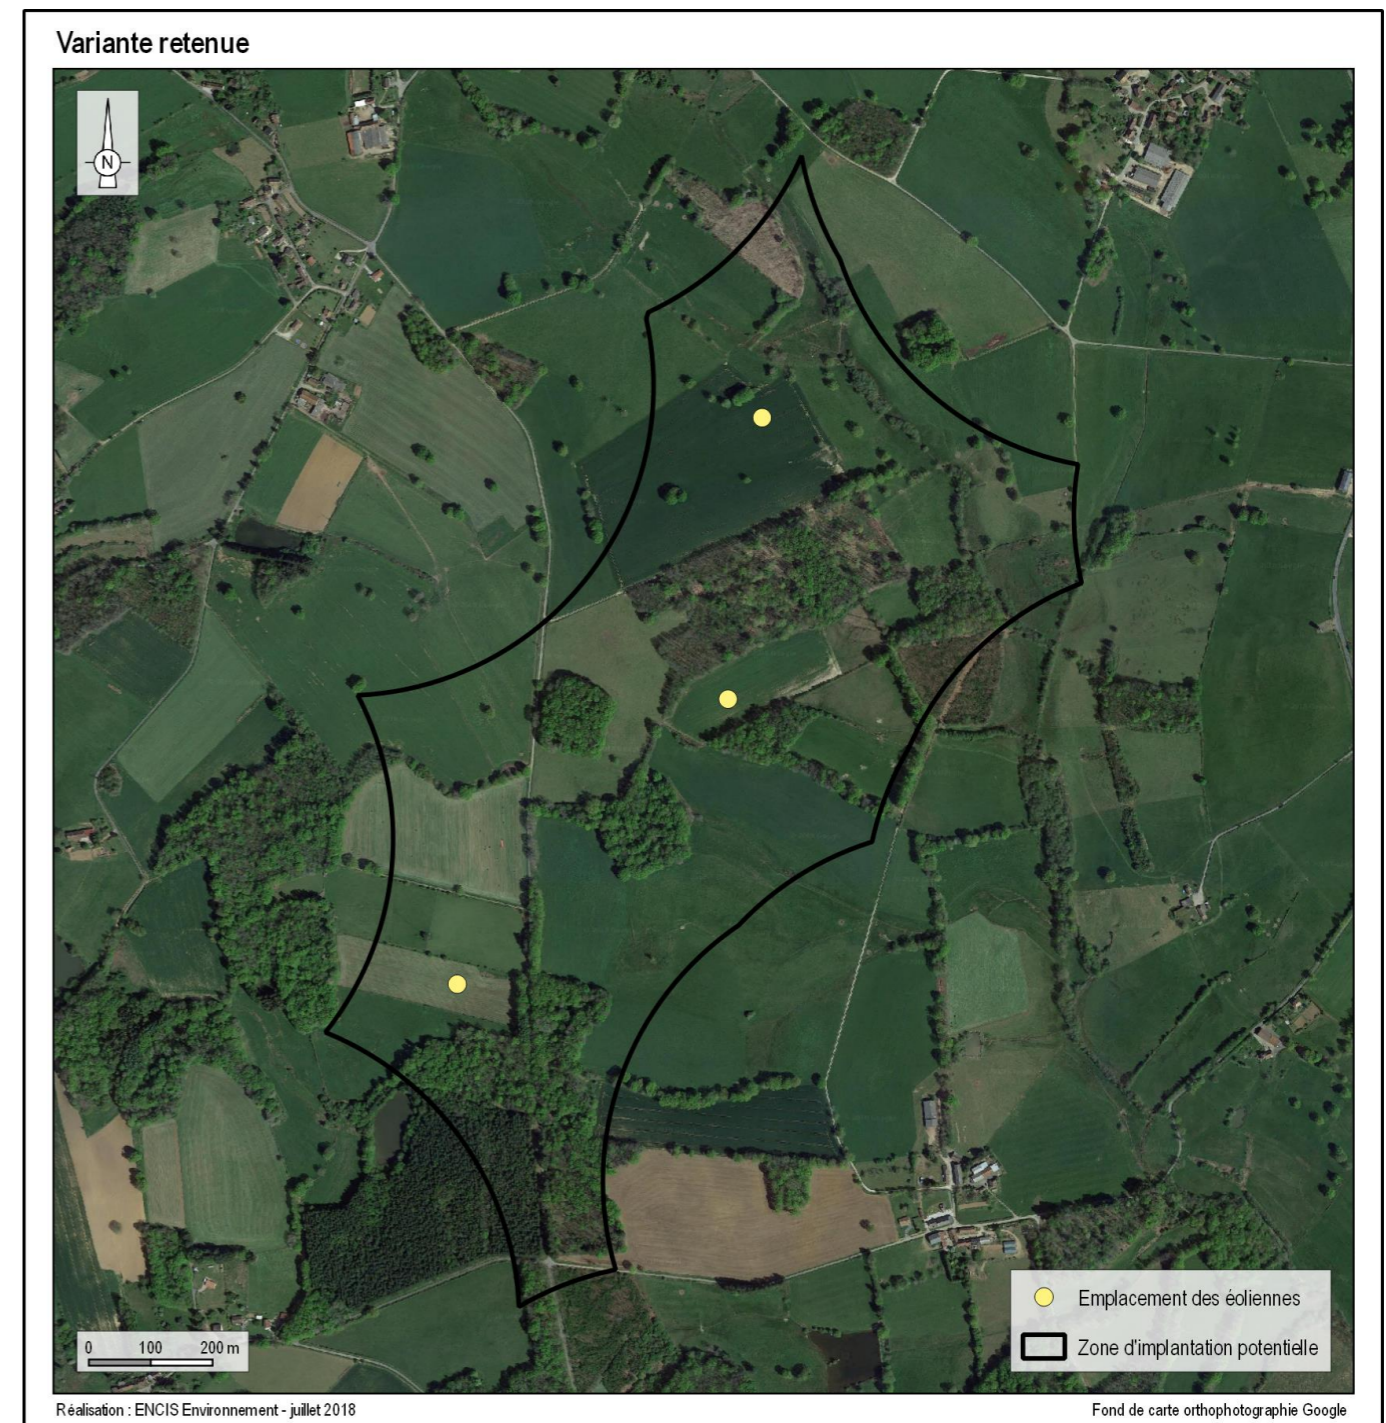 Variante retenue
N
Emplacement des éoliennes
Zone d'implantation potentielle
0 100 200 m
Réalisation : ENCIS Environnement - juillet 2018
Fond de carte orthophotographie Google